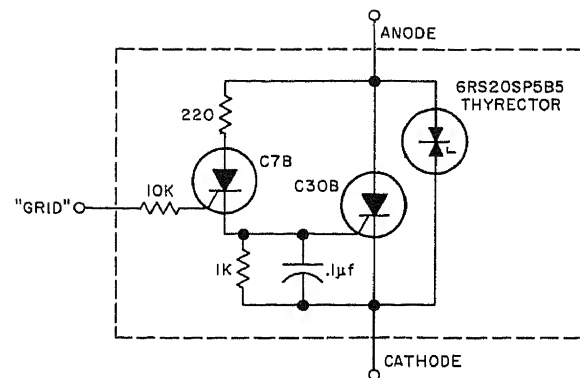 ANODE
6RS20SP5B5
THYRECTOR
220
C7B
C30B
"GRID"
10K
1K
.1μf
CATHODE